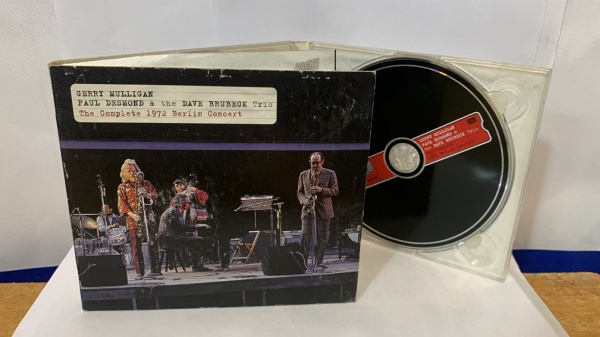 GERRY MULLIGAN
PAUL DESMOND & the DAVE BRUBECK Trio
The Complete 1972 Berlin Concert
GERRY MULLIGAN
PAUL DESMOND &
the DAVE BRUBECK Trio